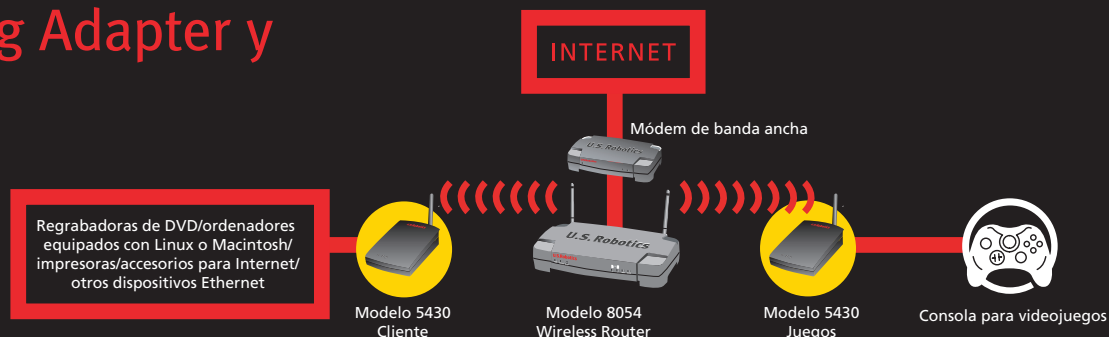 g Adapter y
INTERNET
Módem de banda ancha
U.S. Robotics
Regrabadoras de DVD/ordenadores
equipados con Linux o Macintosh/
impresoras/accesorios para Internet/
otros dispositivos Ethernet
U.S. Robotics
Modelo 5430
Cliente
Modelo 8054
Wireless Router
Modelo 5430
Juegos
Consola para videojuegos